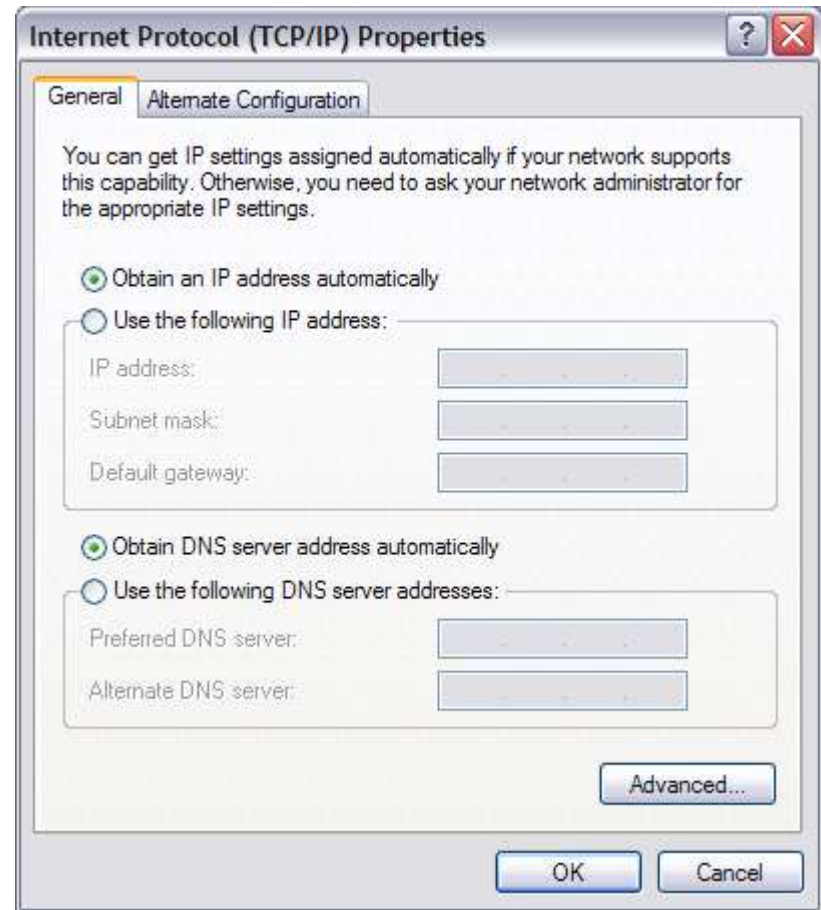 Internet Protocol (TCP/IP) Properties
?
General
Alternate Configuration
You can get IP settings assigned automatically if your network supports
this capability. Otherwise, you need to ask your network administrator for
the appropriate IP settings.
Obtain an IP address automatically
Use the following IP address:
IP address:
Subnet mask:
Default gateway:
Obtain DNS server address automatically
Use the following DNS server addresses:
Preferred DNS server:
Alternate DNS server:
Advanced...
OK
Cancel